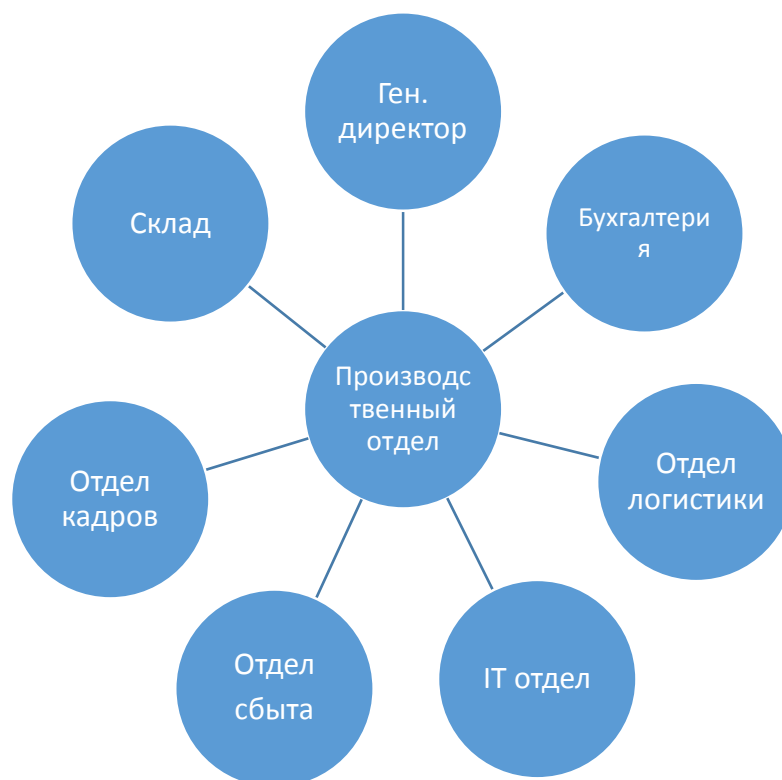 Ген.
директор
Склад
Бухгалтери
я
Производс
твенный
отдел
Отдел
логистики
Отдел
кадров
Отдел
сбыта
IT отдел